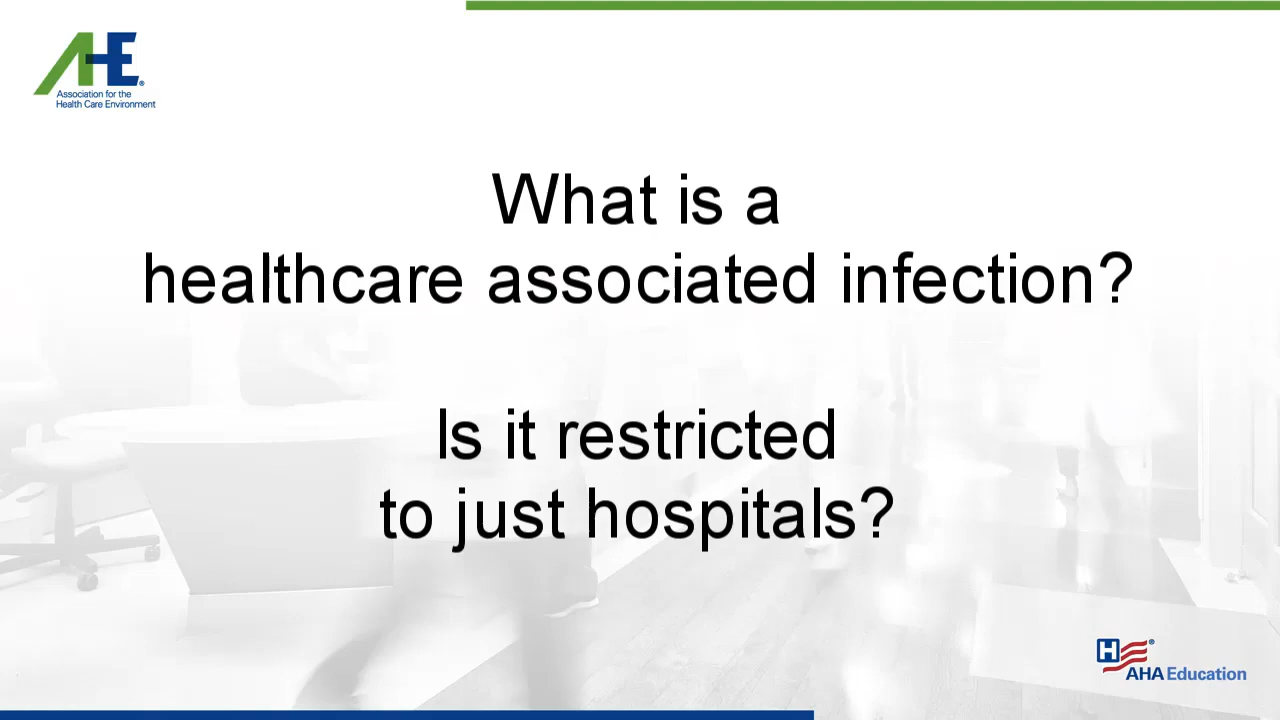 AHE®
Association for the
Health Care Environment
What is a
healthcare associated infection?
Is it restricted
to just hospitals?
H®
AHA Education